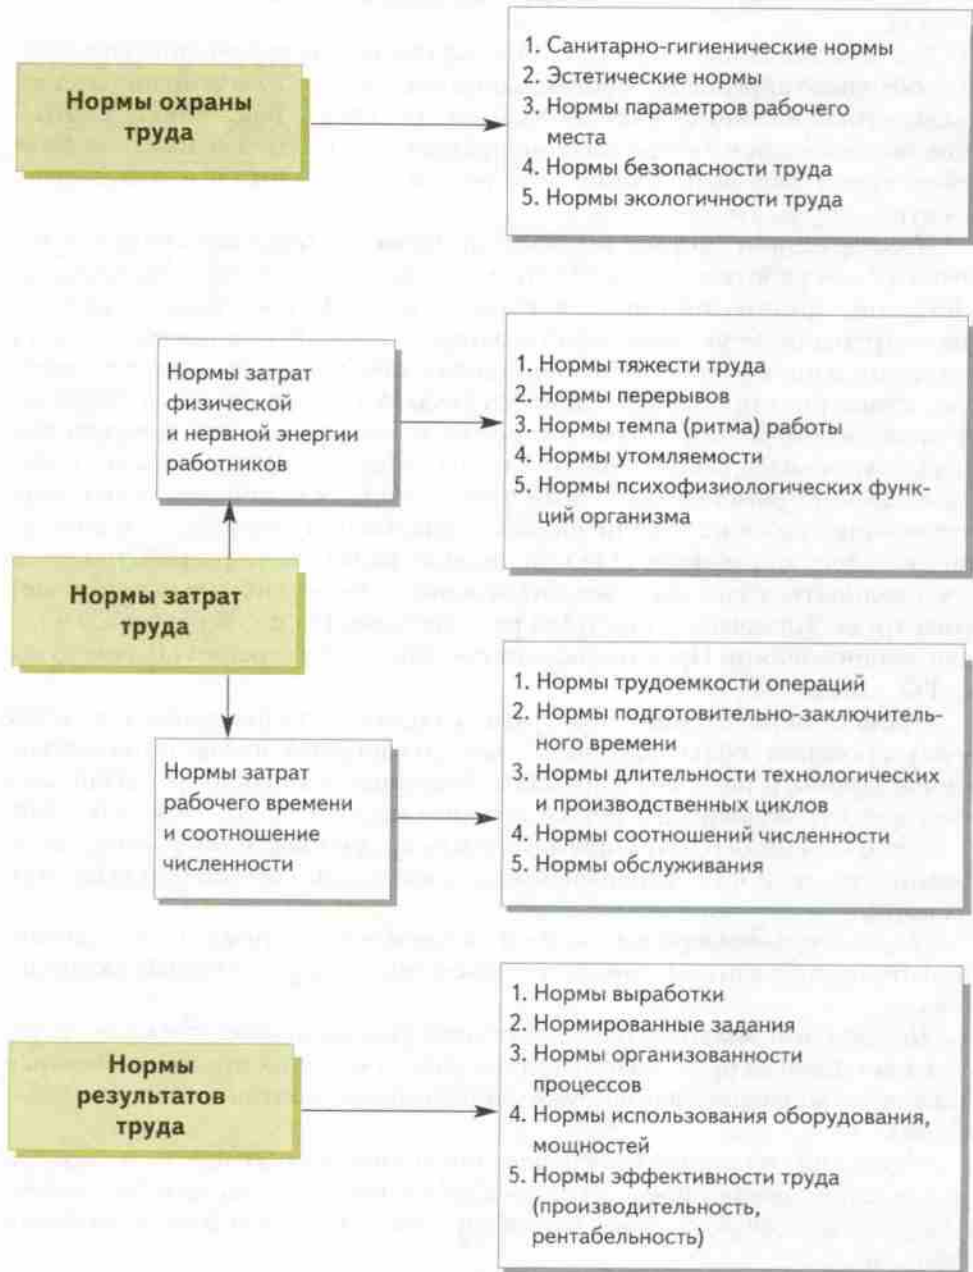 Нормы охраны
труда
1. Санитарно-гигиенические нормы
2. Эстетические нормы
3. Нормы параметров рабочего
места
4. Нормы безопасности труда
5. Нормы экологичности труда
Нормы затрат
физической
и нервной энергии
работников
1. Нормы тяжести труда
2. Нормы перерывов
3. Нормы темпа (ритма) работы
4. Нормы утомляемости
5. Нормы психофизиологических функ-
ций организма
Нормы затрат
труда
Нормы затрат
рабочего времени
и соотношение
численности
1. Нормы трудоемкости операций
2. Нормы подготовительно-заключитель-
ного времени
3. Нормы длительности технологических
и производственных циклов
4. Нормы соотношений численности
5. Нормы обслуживания
Нормы
результатов
труда
1. Нормы выработки
2. Нормированные задания
3. Нормы организованности
процессов
4. Нормы использования оборудования,
мощностей
5. Нормы эффективности труда
(производительность,
рентабельность)